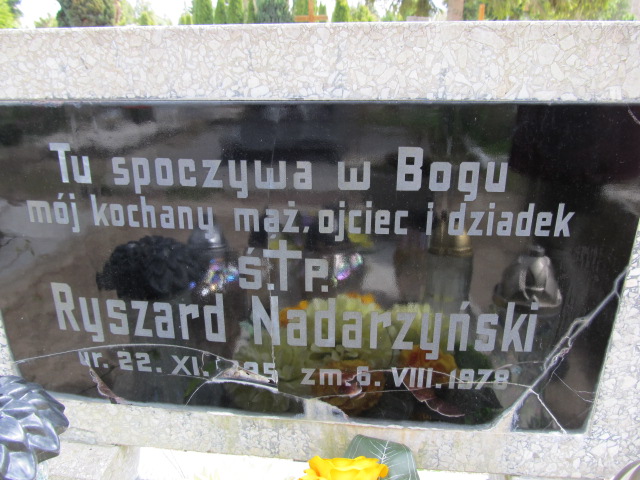 Tu spoczywa w Bogu
mój kochany mąż, ojciec i dziadek
Ś.†P.
Ryszard Nadarzyński
ur. 22. XI. zm. 6. VIII. 1978